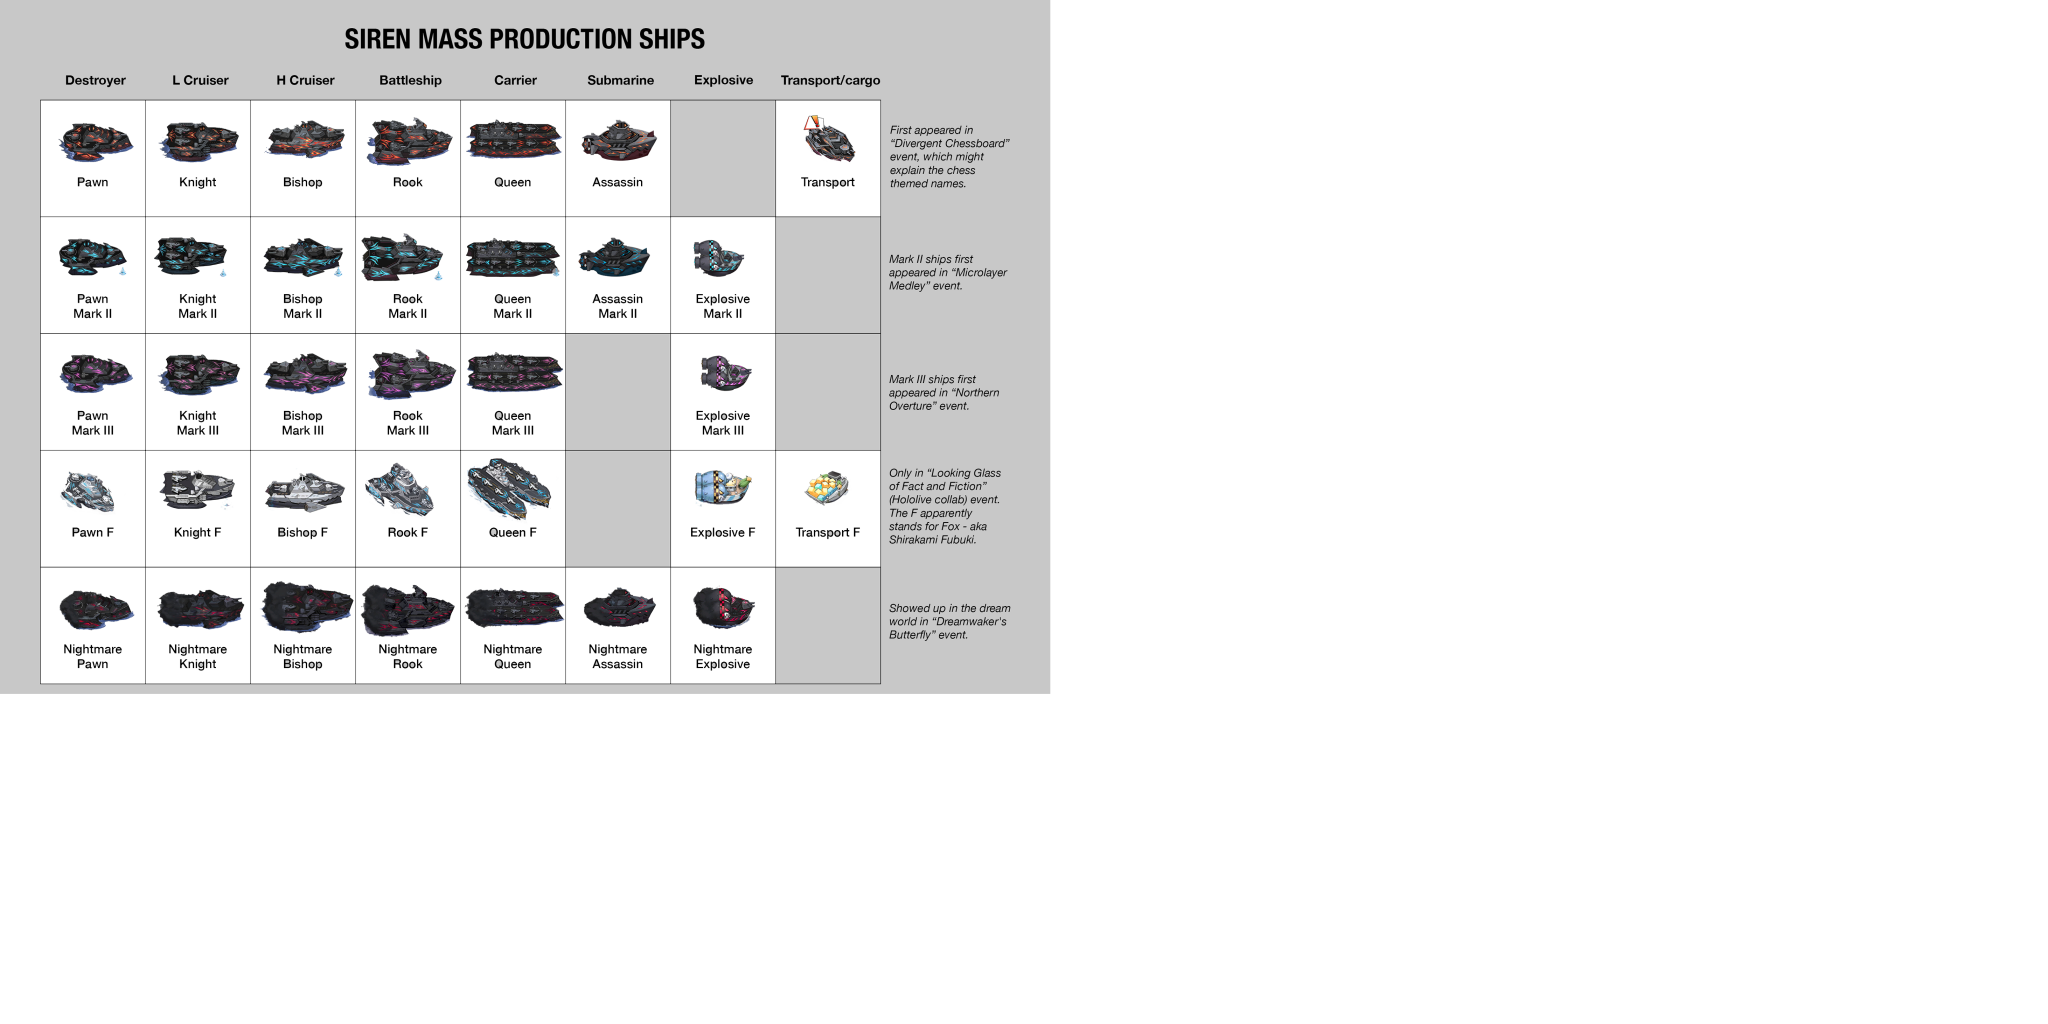 SIREN MASS PRODUCTION SHIPS
Destroyer
L Cruiser
H Cruiser
Battleship
Carrier
Submarine
Explosive
Transport/cargo
Pawn
Knight
Bishop
Rook
Queen
Assassin
Transport
First appeared in
“Divergent Chessboard”
event, which might
explain the chess
themed names.
Pawn
Mark II
Knight
Mark II
Bishop
Mark II
Rook
Mark II
Queen
Mark II
Assassin
Mark II
Explosive
Mark II
Mark II ships first
appeared in “Microlayer
Medley” event.
Pawn
Mark III
Knight
Mark III
Bishop
Mark III
Rook
Mark III
Queen
Mark III
Explosive
Mark III
Mark III ships first
appeared in “Northern
Overture” event.
Pawn F
Knight F
Bishop F
Rook F
Queen F
Explosive F
Transport F
Only in “Looking Glass
of Fact and Fiction”
(Hololive collab) event.
The F apparently
stands for Fox - aka
Shirakami Fubuki.
Nightmare
Pawn
Nightmare
Knight
Nightmare
Bishop
Nightmare
Rook
Nightmare
Queen
Nightmare
Assassin
Nightmare
Explosive
Showed up in the dream
world in “Dreamwaker's
Butterfly” event.